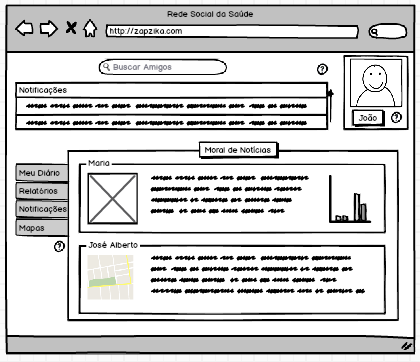 Rede Social da Saúde
http://zapzika.com
Buscar Amigos
?
Notificações
João
?
Moral de Notícias
Meu Diário
Relatórios
Notificações
Mapas
?
Maria
José Alberto